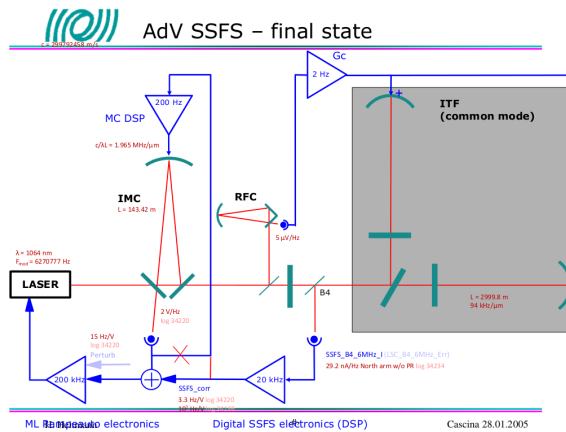 AdV SSFS – final state
c = 299792458 m/s
Gc
2 Hz
200 Hz
MC DSP
ITF
(common mode)
c/λL = 1.965 MHz/μm
IMC
L = 143.42 m
RFC
5 μV/Hz
λ = 1064 nm
Fmod = 6270777 Hz
LASER
B4
L = 2999.8 m
94 kHz/μm
2 V/Hz
log 34220
15 Hz/V
log 34220
Perturb
SSFS_B4_6MHz_I (LSC_B4_6MHz_Err)
29.2 nA/Hz North arm w/o PR log 34234
200 kHz
+
20 kHz
SSFS_corr
3.3 Hz/V log 34220
ML Rampeauto electronics
Digital SSFS electronics (DSP)
Cascina 28.01.2005